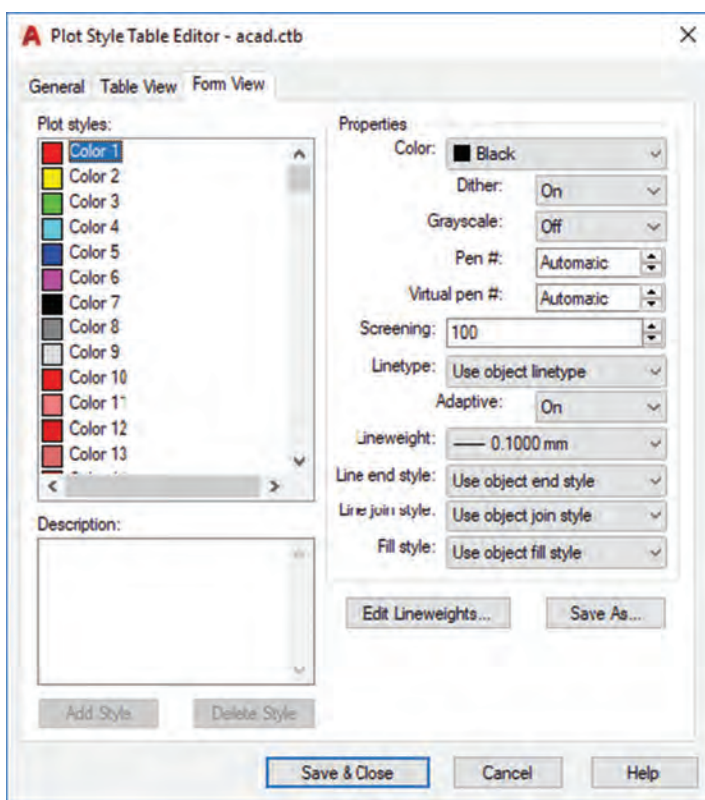 Plot Style Table Editor - acad.ctb
General Table View Form View
Plot styles:
Color 1
Color 2
Color 3
Color 4
Color 5
Color 6
Color 7
Color 8
Color 9
Color 10
Color 11
Color 12
Color 13
Description:
Add Style
Delete Style
Properties
Color: Black
Dither: On
Grayscale: Off
Pen #: Automatic
Virtual pen #: Automatic
Screening: 100
Linetype: Use object linetype
Adaptive: On
Lineweight: 0.1000 mm
Line end style: Use object end style
Line join style: Use object join style
Fill style: Use object fill style
Edit Lineweights...
Save As...
Save & Close
Cancel
Help